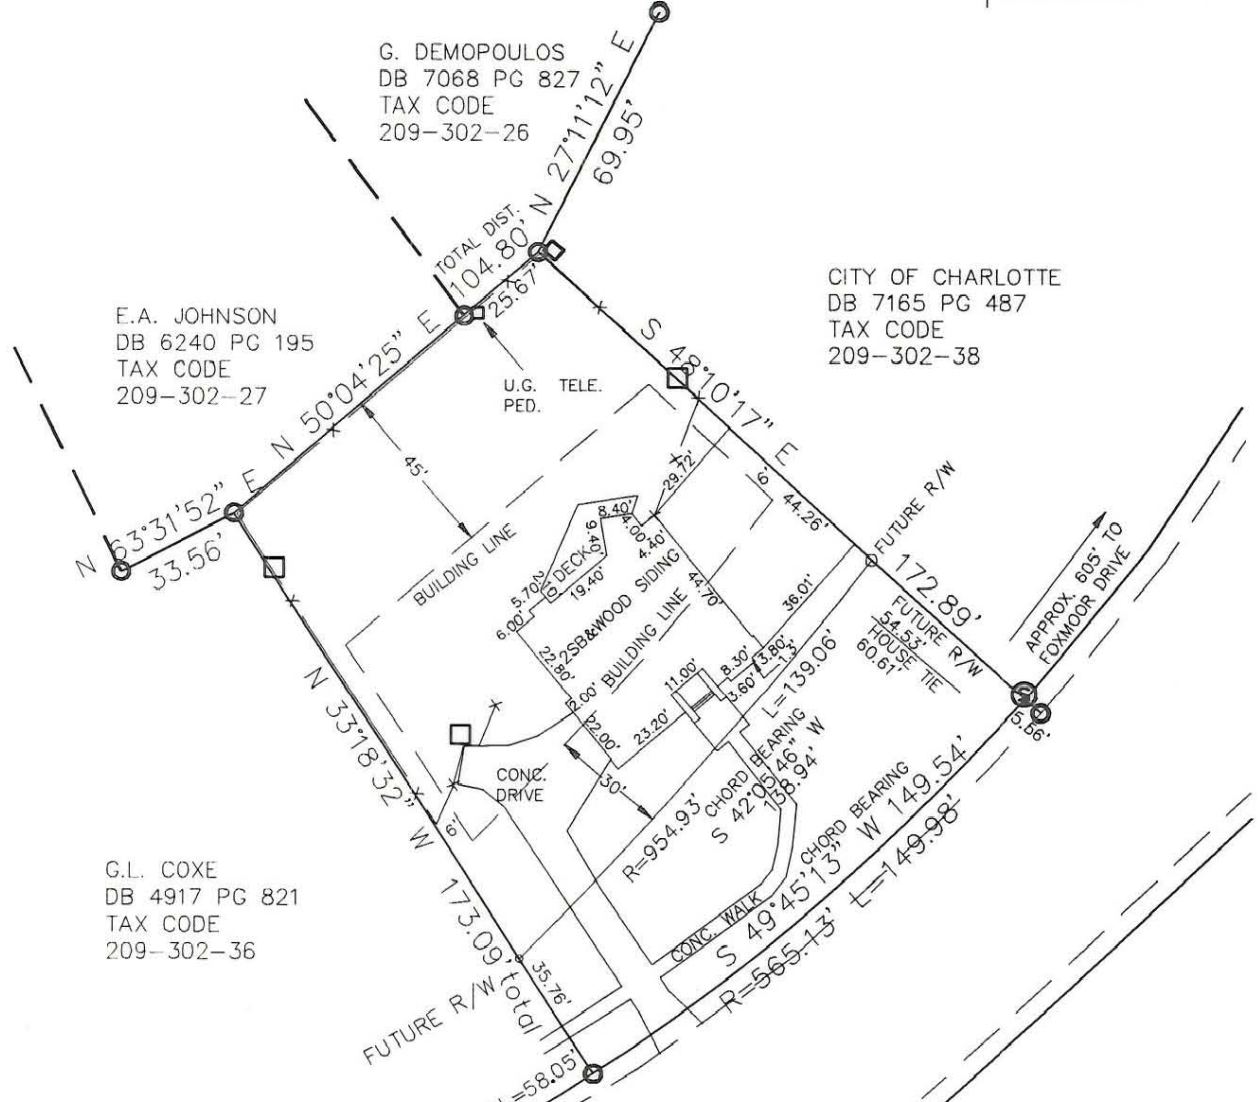 G. DEMOPOULOS
DB 7068 PG 827
TAX CODE
209-302-26
N 27°11'12" E
69.95'
TOTAL DIST.
104.80'
25.67'
CITY OF CHARLOTTE
DB 7165 PG 487
TAX CODE
209-302-38
E.A. JOHNSON
DB 6240 PG 195
TAX CODE
209-302-27
N 50°04'25" E
U.G. TELE.
PED.
S 48°10'17" E
172.89'
N 63°31'52" E
33.56'
45'
BUILDING LINE
29.72'
6'
44.26'
FUTURE R/W
8.40'
4.00'
4.40'
9.40'
DECK
19.40'
5.70'
6.00'
2SB&WOOD SIDING
44.70'
BUILDING LINE
36.01'
22.80'
2.00'
22.00'
23.20'
11.00'
8.30'
3.80'
1.3'
3.60'
L=139.06'
FUTURE R/W
54.53'
HOUSE TIE
60.61'
APPROX. 605' TO
FOXMOOR DRIVE
5.66'
N 33°18'32" W
173.09' total
CONC.
DRIVE
30'
6'
R=954.93'
CHORD BEARING
S 42°05'46" W
138.94'
CHORD BEARING
S 49°45'13" W 149.54'
R=565.13' L=149.98'
CONC. WALK
G.L. COXE
DB 4917 PG 821
TAX CODE
209-302-36
35.76'
FUTURE R/W
=58.05'